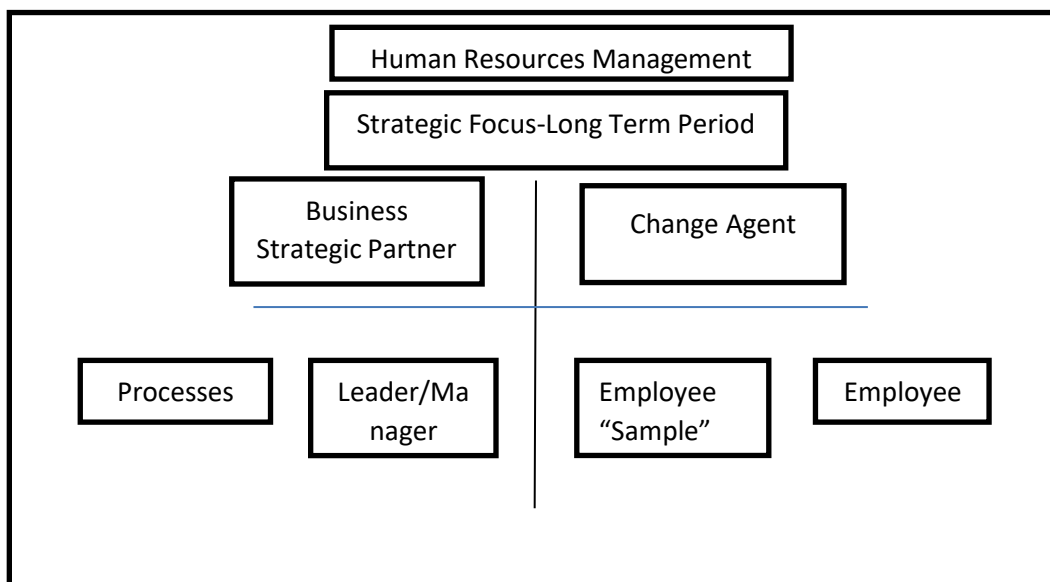 Human Resources Management
Strategic Focus-Long Term Period
Business
Strategic Partner
Change Agent
Processes
Leader/Ma
nager
Employee
“Sample”
Employee